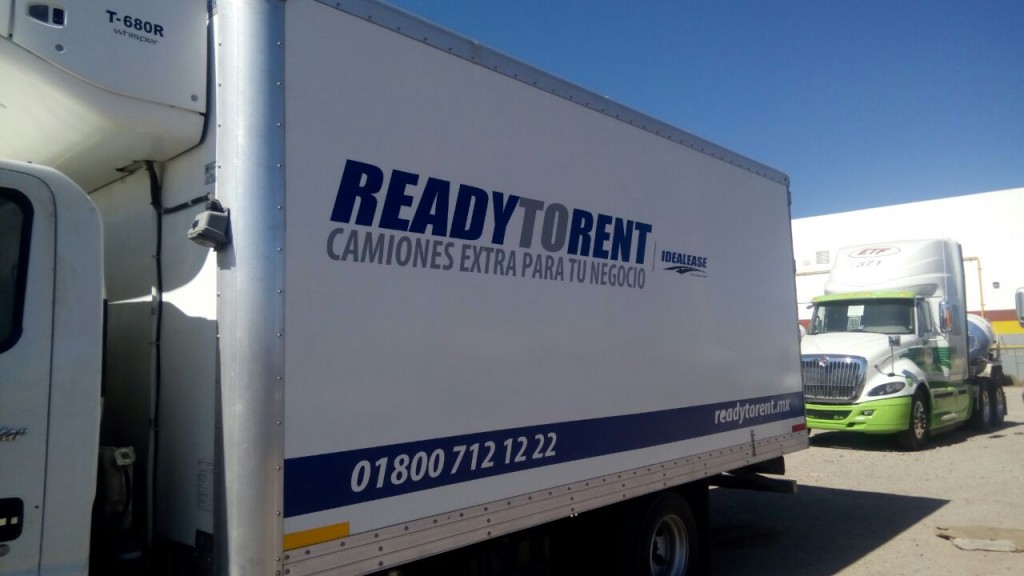 T-680R
whisper
READYTORENT
CAMIONES EXTRA PARA TU NEGOCIO
IDEALEASE
01800 712 12 22
readytorent.mx
ETF
371